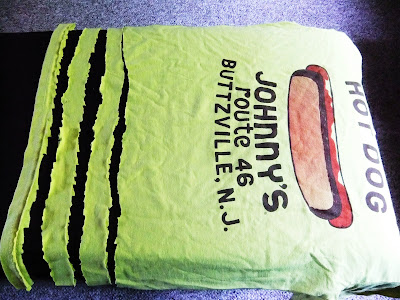 HOT DOG
JOHNNY'S
route 46
BUTTZVILLE, N.J.